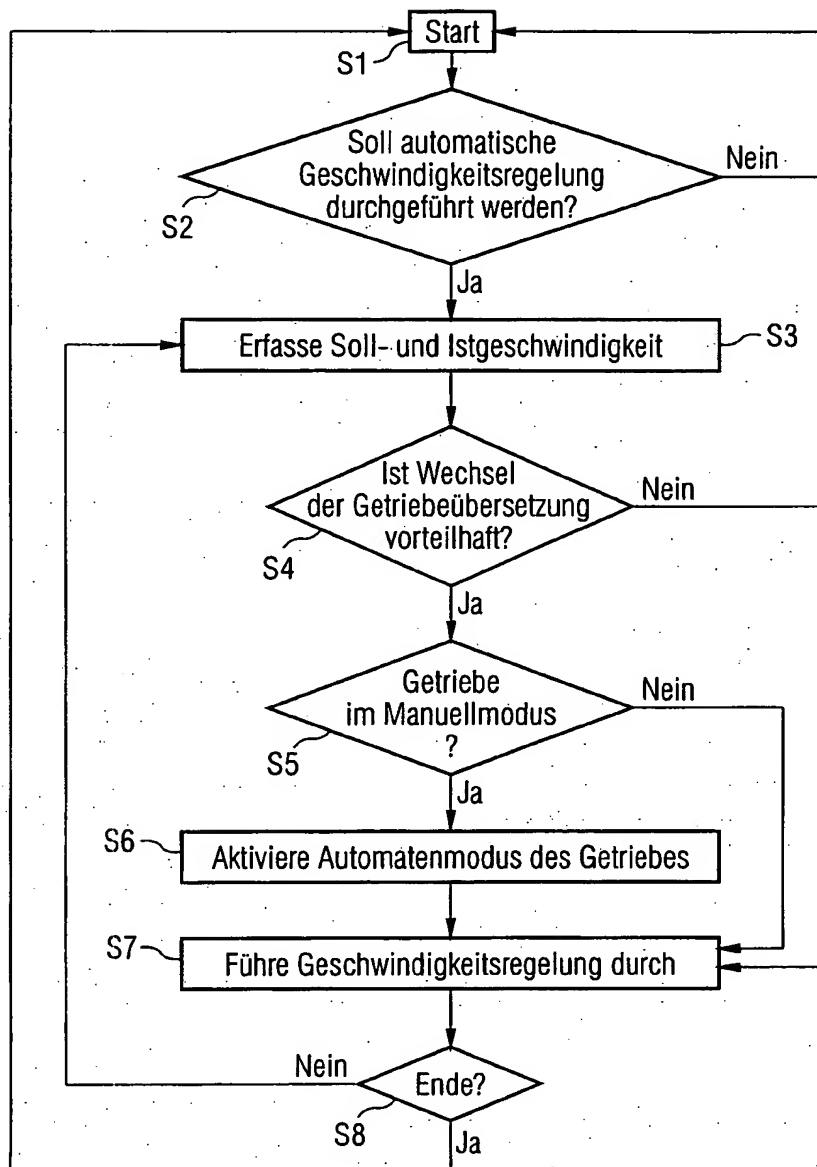 Start
S1
Soll automatische
Geschwindigkeitsregelung
durchgeführt werden?
Nein
S2
Ja
Erfasse Soll- und Istgeschwindigkeit
S3
Ist Wechsel
der Getriebeübersetzung
vorteilhaft?
Nein
S4
Ja
Getriebe
im Manuellmodus
?
Nein
S5
Ja
S6
Aktiviere Automatenmodus des Getriebes
S7
Führe Geschwindigkeitsregelung durch
Nein
Ende?
S8
Ja